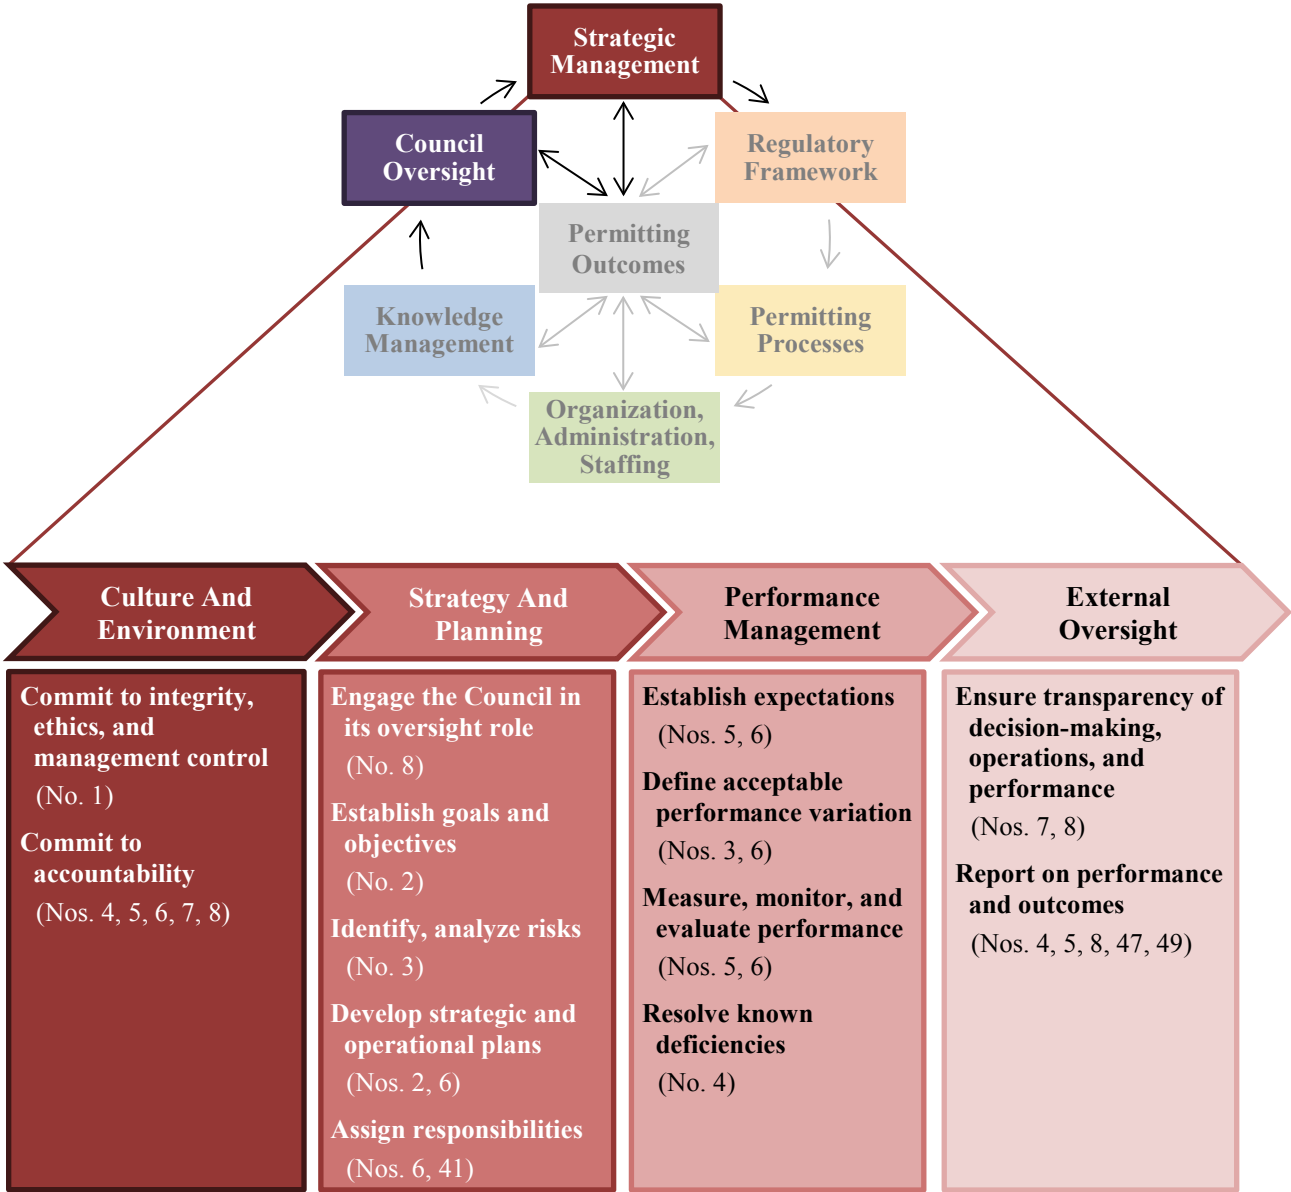 Strategic
Management
Council
Oversight
Regulatory
Framework
Permitting
Outcomes
Knowledge
Management
Permitting
Processes
Organization,
Administration,
Staffing
Culture And
Environment
Strategy And
Planning
Performance
Management
External
Oversight
Commit to integrity,
ethics, and
management control
(No. 1)
Commit to
accountability
(Nos. 4, 5, 6, 7, 8)
Engage the Council in
its oversight role
(No. 8)
Establish goals and
objectives
(No. 2)
Identify, analyze risks
(No. 3)
Develop strategic and
operational plans
(Nos. 2, 6)
Assign responsibilities
(Nos. 6, 41)
Establish expectations
(Nos. 5, 6)
Define acceptable
performance variation
(Nos. 3, 6)
Measure, monitor, and
evaluate performance
(Nos. 5, 6)
Resolve known
deficiencies
(No. 4)
Ensure transparency of
decision-making,
operations, and
performance
(Nos. 7, 8)
Report on performance
and outcomes
(Nos. 4, 5, 8, 47, 49)